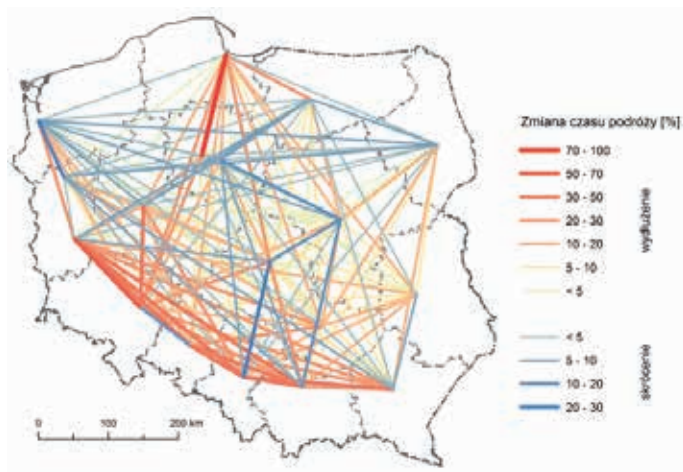 Zmiana czasu podróży [%]
70 - 100
50 - 70
30 - 50
20 - 30
10 - 20
5 - 10
< 5
wydłużenie
< 5
5 - 10
10 - 20
20 - 30
skrócenie
0 100 200 km